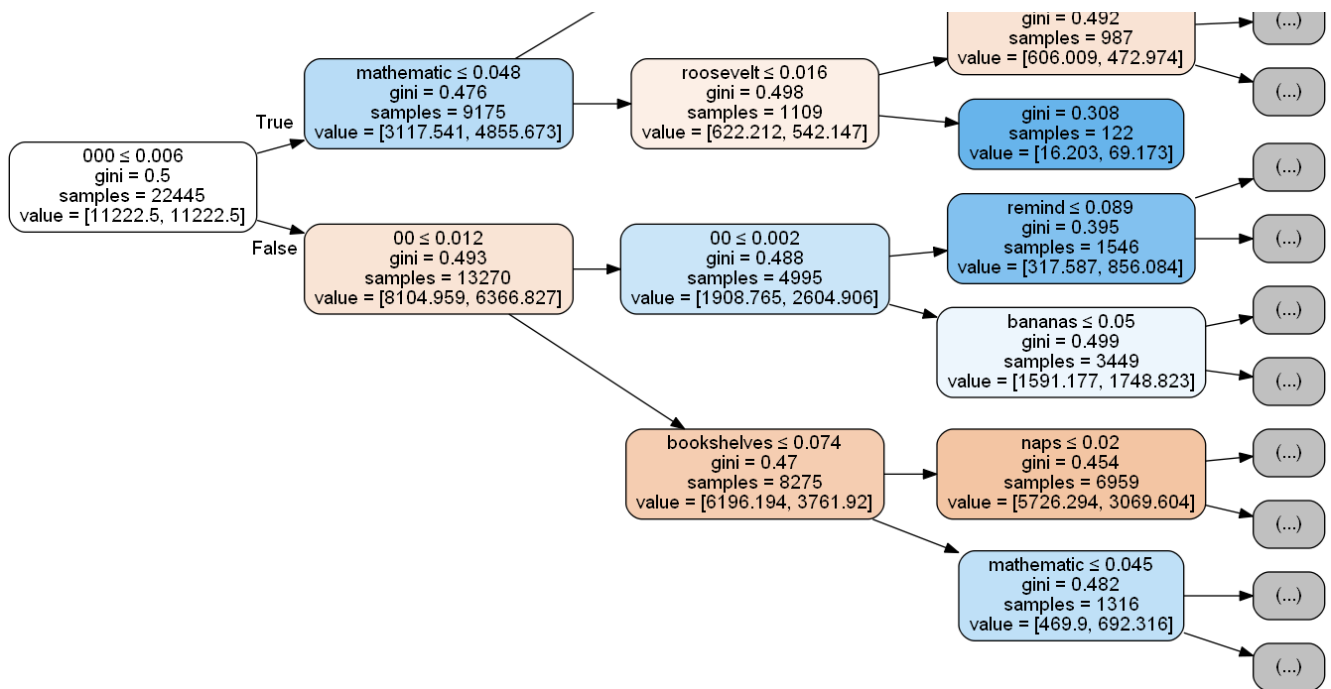 gini = 0.492
samples = 987
value = [606.009, 472.974]
(...)
(...)
mathematic ≤ 0.048
gini = 0.476
samples = 9175
value = [3117.541, 4855.673]
roosevelt ≤ 0.016
gini = 0.498
samples = 1109
value = [622.212, 542.147]
gini = 0.308
samples = 122
value = [16.203, 69.173]
True
000 ≤ 0.006
gini = 0.5
samples = 22445
value = [11222.5, 11222.5]
False
(...)
remind ≤ 0.089
gini = 0.395
samples = 1546
value = [317.587, 856.084]
(...)
00 ≤ 0.012
gini = 0.493
samples = 13270
value = [8104.959, 6366.827]
00 ≤ 0.002
gini = 0.488
samples = 4995
value = [1908.765, 2604.906]
(...)
bananas ≤ 0.05
gini = 0.499
samples = 3449
value = [1591.177, 1748.823]
(...)
bookshelves ≤ 0.074
gini = 0.47
samples = 8275
value = [6196.194, 3761.92]
naps ≤ 0.02
gini = 0.454
samples = 6959
value = [5726.294, 3069.604]
(...)
(...)
mathematic ≤ 0.045
gini = 0.482
samples = 1316
value = [469.9, 692.316]
(...)
(...)